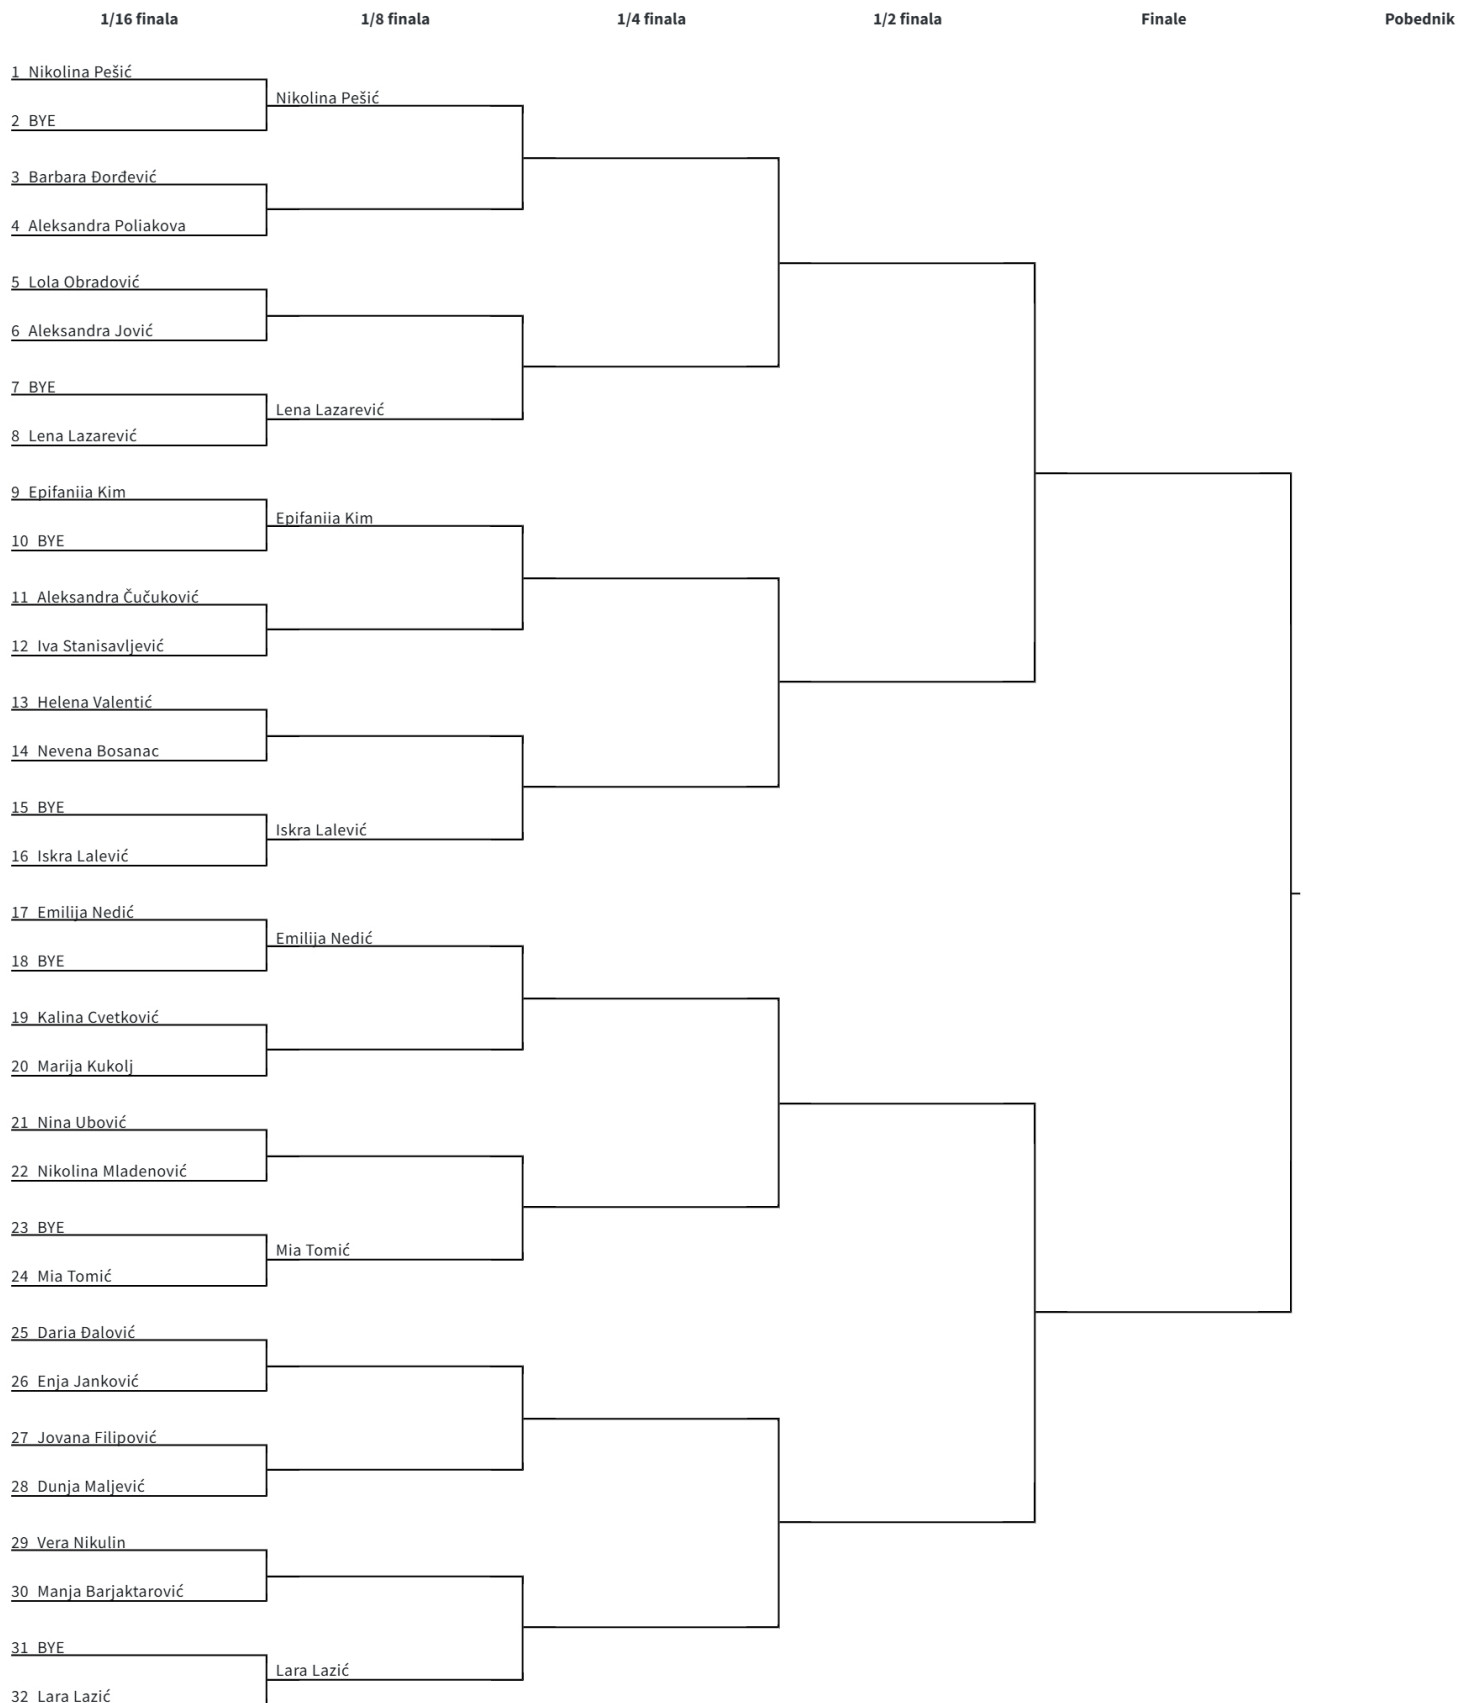 1/16 finala 1/8 finala 1/4 finala 1/2 finala Finale Pobednik
1 Nikolina Pešić
Nikolina Pešić
2 BYE
3 Barbara Đorđević
4 Aleksandra Poliakova
5 Lola Obradović
6 Aleksandra Jović
7 BYE
Lena Lazarević
8 Lena Lazarević
9 Epifaniia Kim
Epifaniia Kim
10 BYE
11 Aleksandra Čučuković
12 Iva Stanisavljević
13 Helena Valentić
14 Nevena Bosanac
15 BYE
Iskra Lalević
16 Iskra Lalević
17 Emilija Nedić
Emilija Nedić
18 BYE
19 Kalina Cvetković
20 Marija Kukolj
21 Nina Ubović
22 Nikolina Mladenović
23 BYE
Mia Tomić
24 Mia Tomić
25 Daria Đalović
26 Enja Janković
27 Jovana Filipović
28 Dunja Maljević
29 Vera Nikulin
30 Manja Barjaktarović
31 BYE
Lara Lazić
32 Lara Lazić